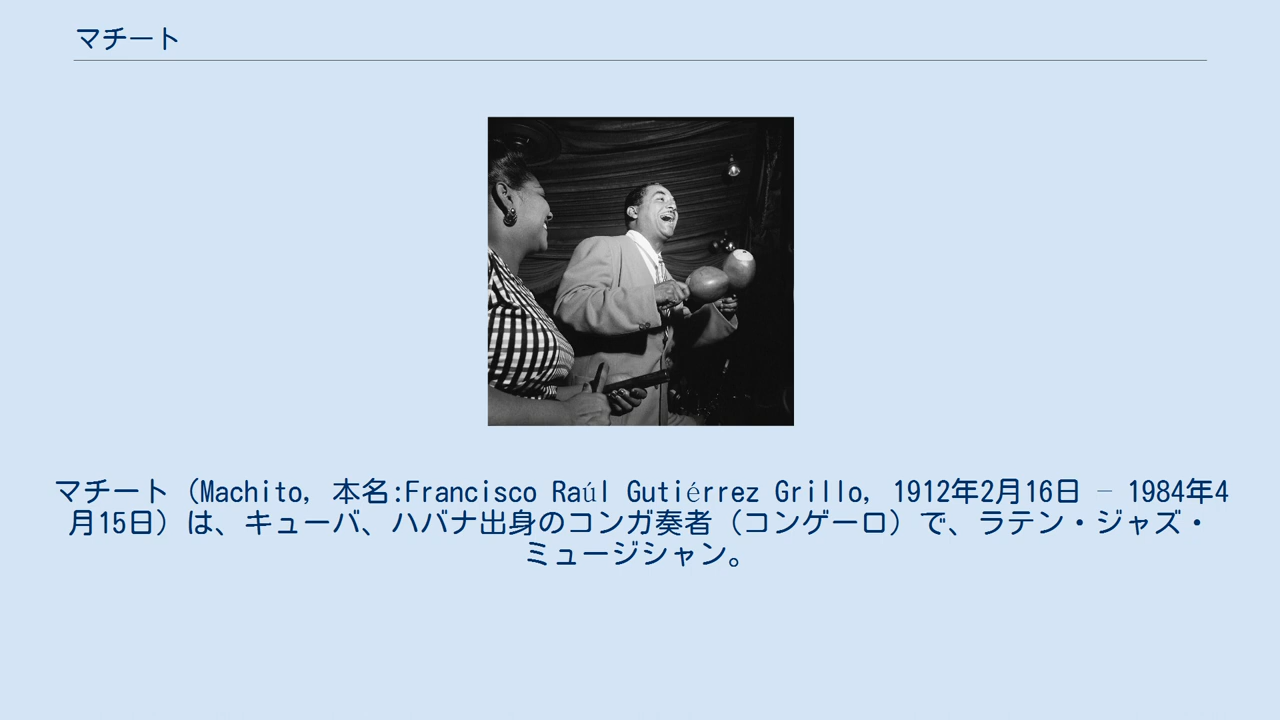 マチート
マチート（Machito, 本名:Francisco Raúl Gutiérrez Grillo, 1912年2月16日 – 1984年4
月15日）は、キューバ、ハバナ出身のコンガ奏者（コンゲーロ）で、ラテン・ジャズ・
ミュージシャン。